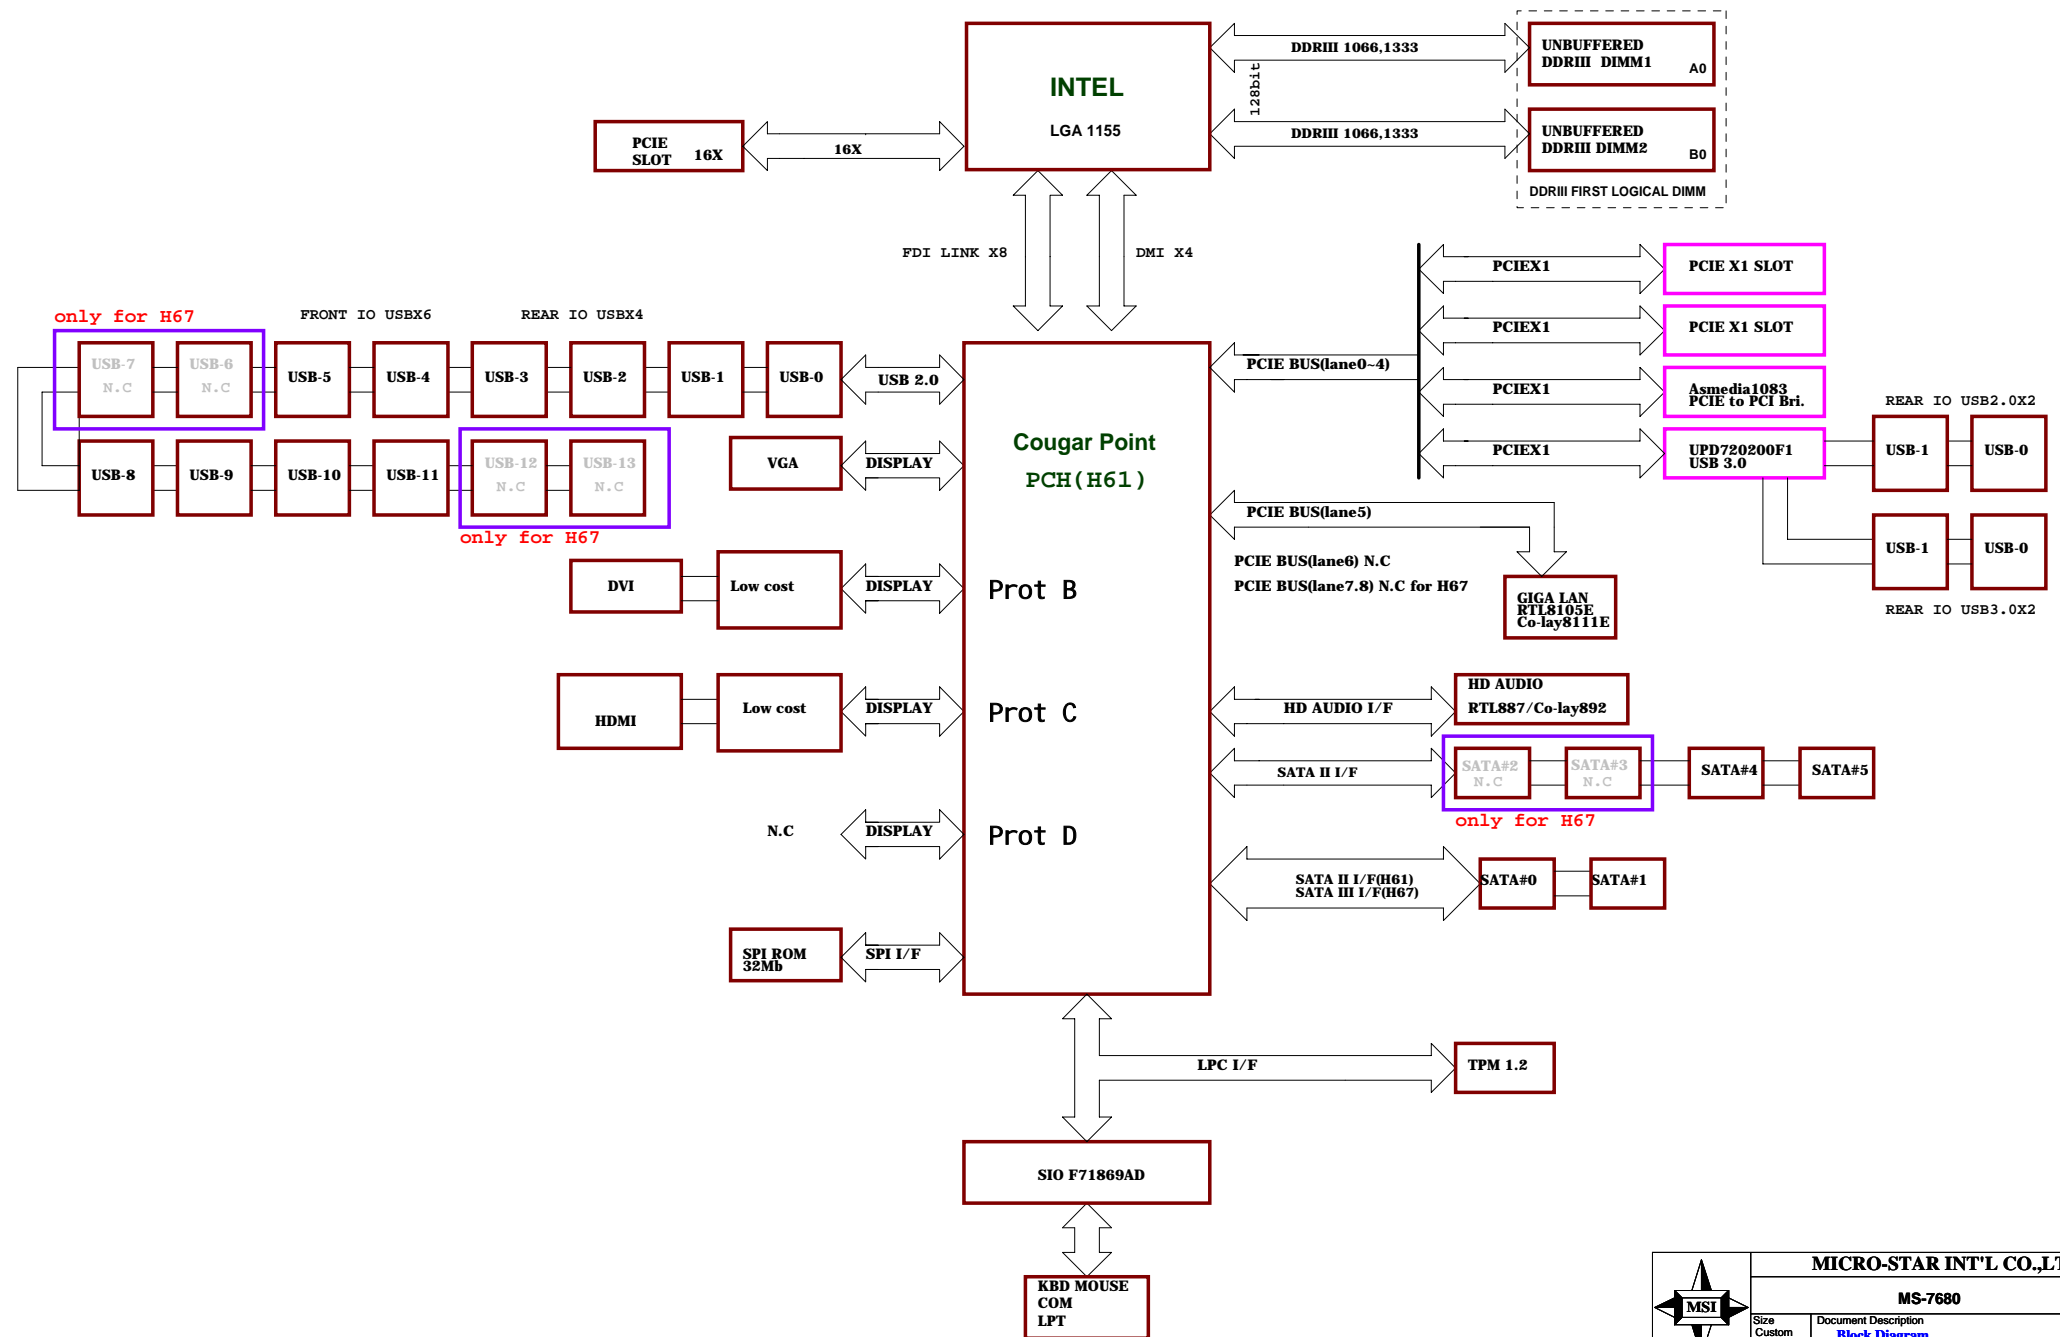 INTEL
LGA 1155
DDRIII 1066,1333
128bit
DDRIII 1066,1333
UNBUFFERED
DDRIII  DIMM1
A0
UNBUFFERED
DDRIII DIMM2
B0
DDRIII FIRST LOGICAL DIMM
PCIE
SLOT 16X
16X
FDI LINK X8
DMI X4
only for H67
FRONT IO USBX6
REAR IO USBX4
USB-7
N.C
USB-6
N.C
USB-5
USB-4
USB-3
USB-2
USB-1
USB-0
USB 2.0
USB-8
USB-9
USB-10
USB-11
USB-12
N.C
USB-13
N.C
only for H67
VGA
DISPLAY
Cougar Point
PCH(H61)
DVI
Low cost
DISPLAY
Prot B
HDMI
Low cost
DISPLAY
Prot C
N.C
DISPLAY
Prot D
SPI ROM
32Mb
SPI I/F
PCIE BUS(lane0~4)
PCIEX1
PCIE X1 SLOT
PCIEX1
PCIE X1 SLOT
PCIEX1
Asmedia1083
PCIE to PCI Bri.
PCIEX1
UPD720200F1
USB 3.0
REAR IO USB2.0X2
USB-1
USB-0
USB-1
USB-0
REAR IO USB3.0X2
PCIE BUS(lane5)
PCIE BUS(lane6) N.C
PCIE BUS(lane7.8) N.C for H67
GIGA LAN
RTL8105E
Co-lay8111E
HD AUDIO I/F
HD AUDIO
RTL887/Co-lay892
SATA II I/F
SATA#2
N.C
SATA#3
N.C
SATA#4
SATA#5
only for H67
SATA II I/F(H61)
SATA III I/F(H67)
SATA#0
SATA#1
LPC I/F
TPM 1.2
SIO F71869AD
KBD MOUSE
COM
LPT
MSI
MICRO-STAR INT'L CO.,LT
MS-7680
Size
Custom
Document Description
Block Diagram